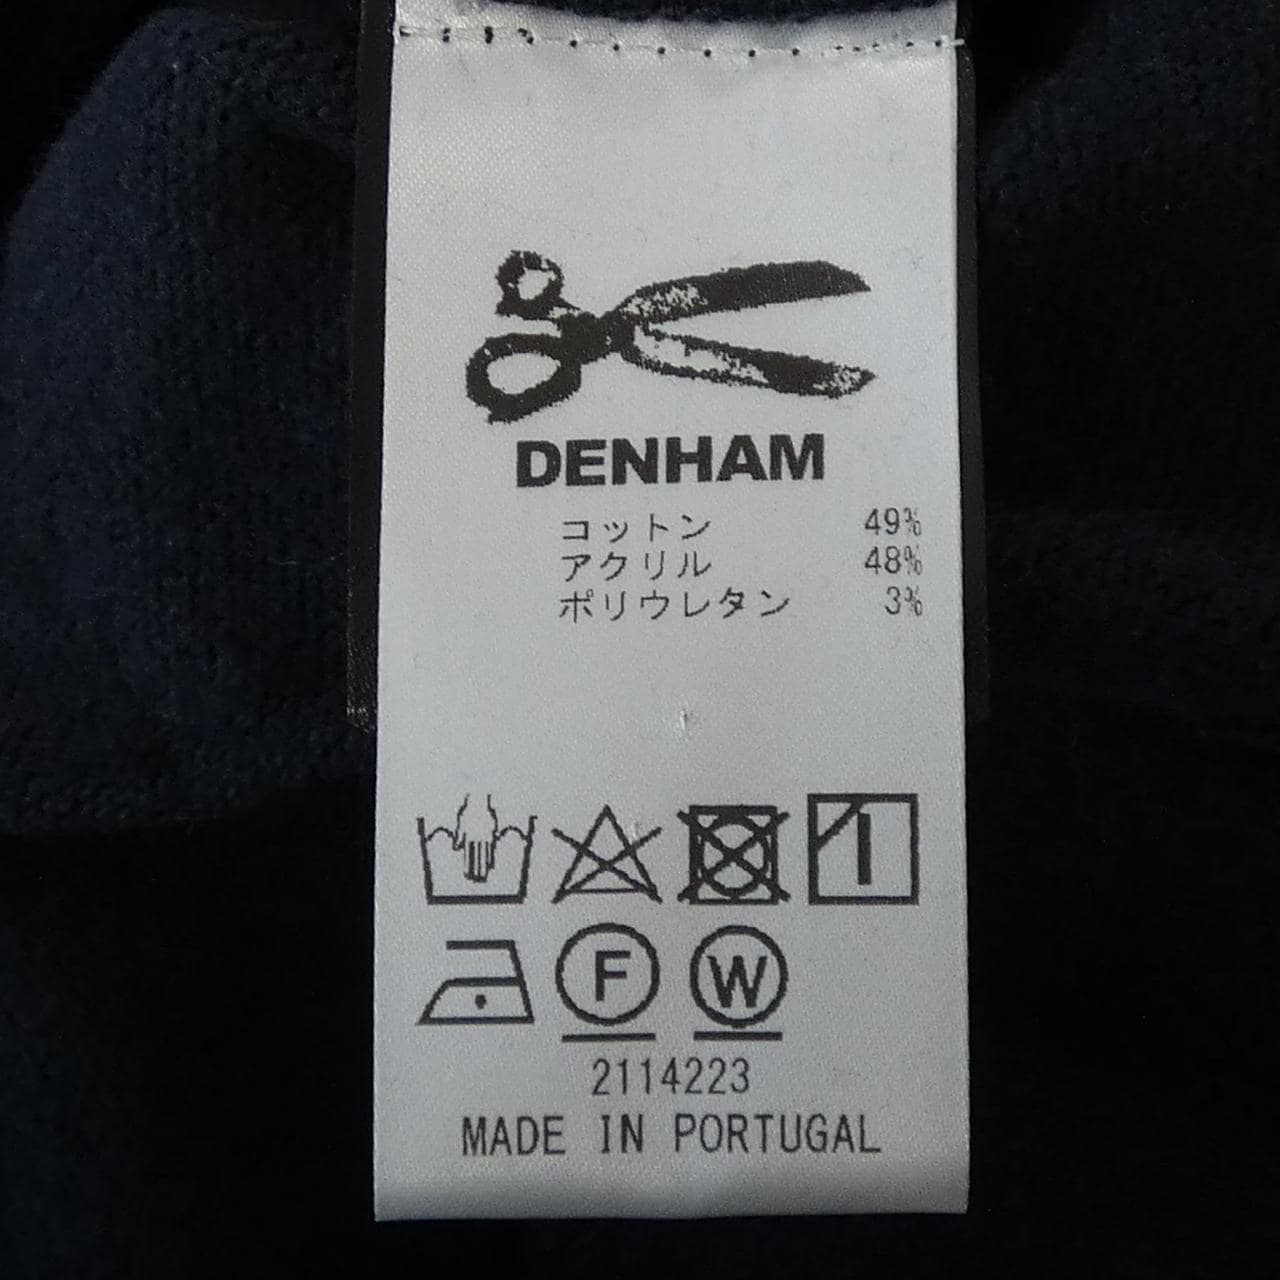 DENHAM
コットン 49%
アクリル 48%
ポリウレタン 3%
F W
2114223
MADE IN PORTUGAL